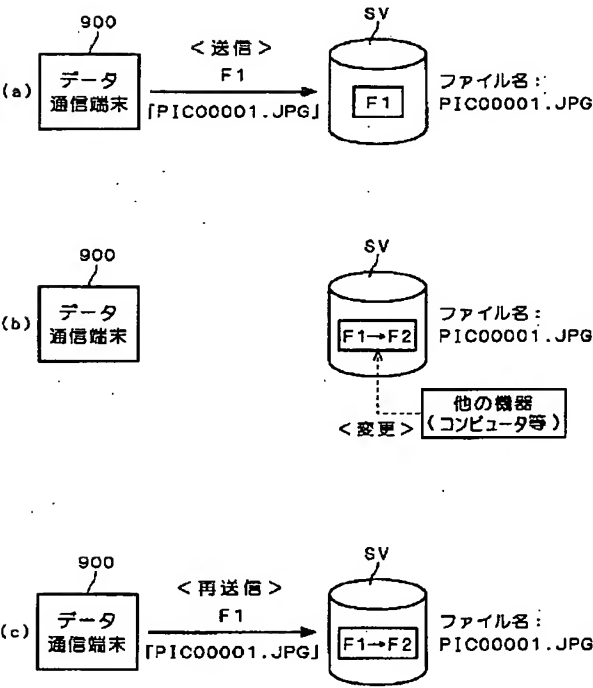 900
SV
(a)
データ
通信端末
<送信>
F1
「PIC00001.JPG」
F1
ファイル名:
PIC00001.JPG
900
SV
(b)
データ
通信端末
F1→F2
ファイル名:
PIC00001.JPG
<変更>
他の機器
(コンピュータ等)
900
SV
(c)
データ
通信端末
<再送信>
F1
「PIC00001.JPG」
F1→F2
ファイル名:
PIC00001.JPG